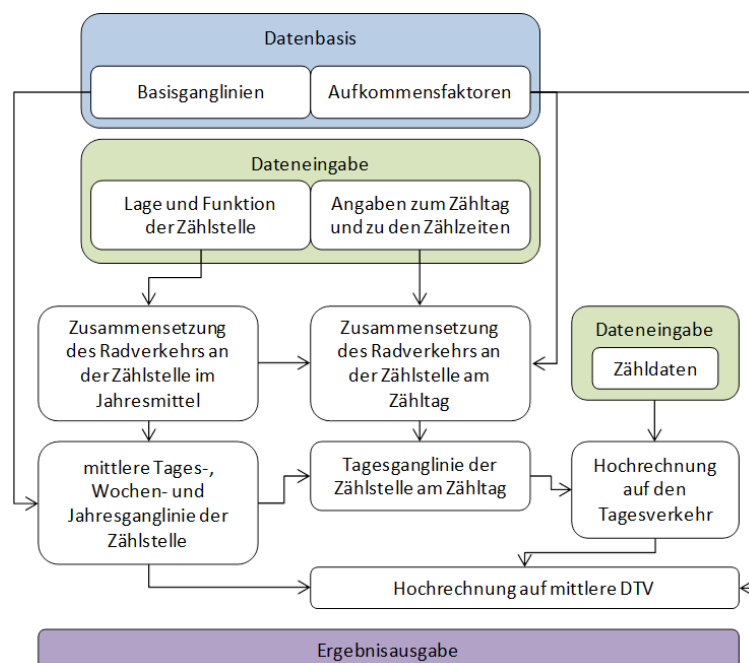 Datenbasis
Basisganglinien
Aufkommensfaktoren
Dateneingabe
Lage und Funktion
der Zählstelle
Angaben zum Zähltag
und zu den Zählzeiten
Zusammensetzung
des Radverkehrs an
der Zählstelle im
Jahresmittel
Zusammensetzung
des Radverkehrs an
der Zählstelle am
Zähltag
Dateneingabe
Zähldaten
mittlere Tages-,
Wochen- und
Jahresganglinie der
Zählstelle
Tagesganglinie der
Zählstelle am Zähltag
Hochrechnung
auf den
Tagesverkehr
Hochrechnung auf mittlere DTV
Ergebnisausgabe